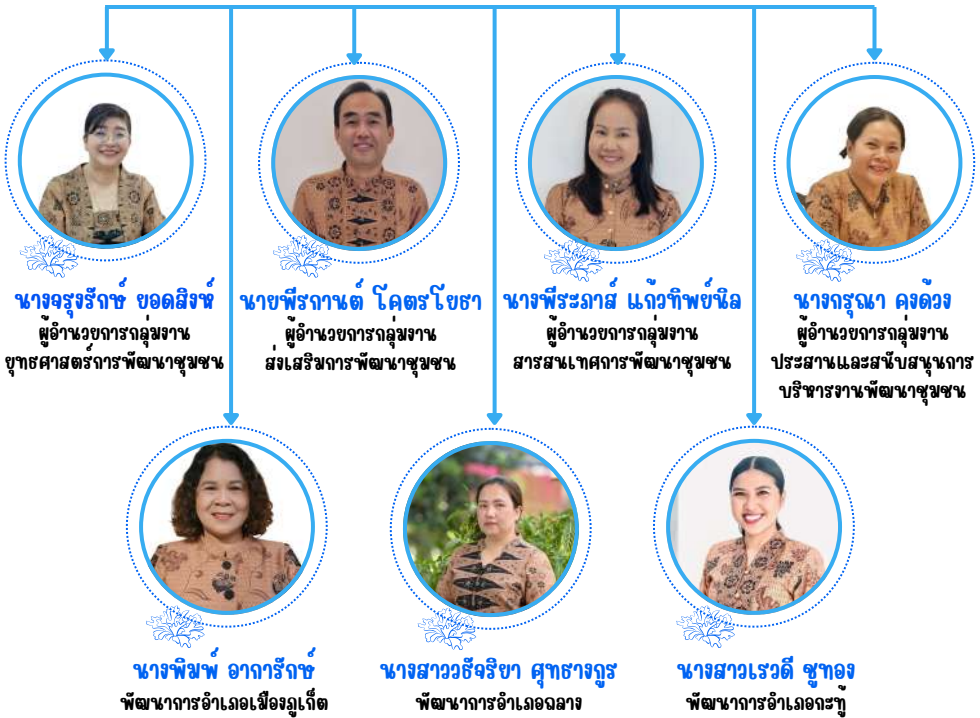 นางจรุงรักษ์ ยอดสิงห์
ผู้อำนวยการกลุ่มงาน
ยุทธศาสตร์การพัฒนาชุมชน
นายพีรกานต์ โคตรโยธา
ผู้อำนวยการกลุ่มงาน
ส่งเสริมการพัฒนาชุมชน
นางพีระภาส์ แก้วทิพย์นิล
ผู้อำนวยการกลุ่มงาน
สารสนเทศการพัฒนาชุมชน
นางกรุณา คงด้วง
ผู้อำนวยการกลุ่มงาน
ประสานและสนับสนุนการ
บริหารงานพัฒนาชุมชน
นางพิมพ์ อาการักษ์
พัฒนาการอำเภอเมืองภูเก็ต
นางสาววธัจริยา ศุทธางกูร
พัฒนาการอำเภอถลาง
นางสาวเรวดี ชูทอง
พัฒนาการอำเภอกะทู้